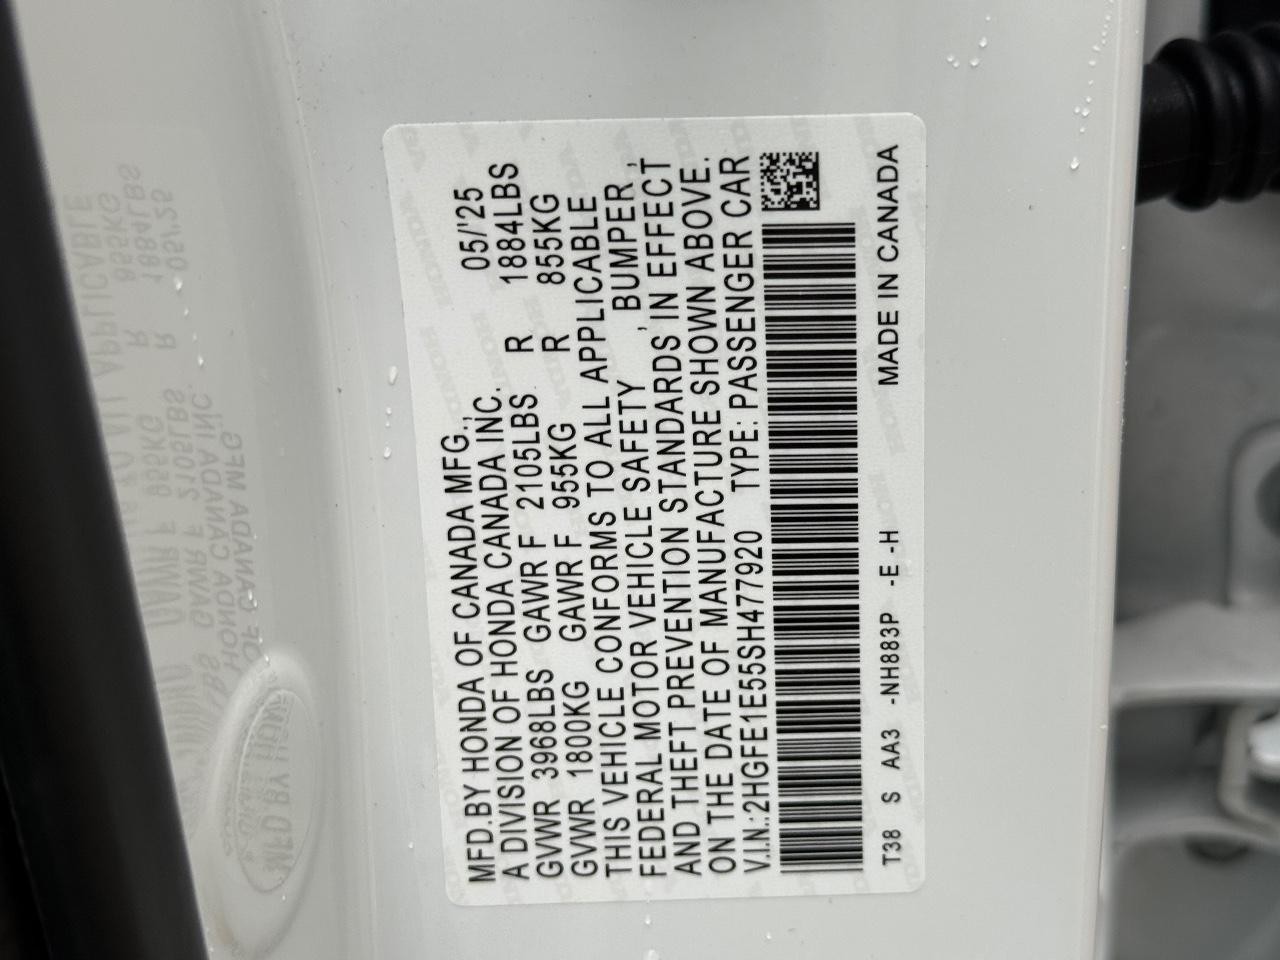 MFD.BY HONDA OF CANADA MFG., 05/'25
A DIVISION OF HONDA CANADA INC.
GVWR 3968LBS GAWR F 2105LBS R 1884LBS
GVWR 1800KG GAWR F 955KG R 855KG
THIS VEHICLE CONFORMS TO ALL APPLICABLE
FEDERAL MOTOR VEHICLE SAFETY , BUMPER ,
AND THEFT PREVENTION STANDARDS IN EFFECT
ON THE DATE OF MANUFACTURE SHOWN ABOVE.
V.I.N.:2HGFE1E55SH477920 TYPE: PASSENGER CAR
T38 S AA3 -NH883P -E -H MADE IN CANADA